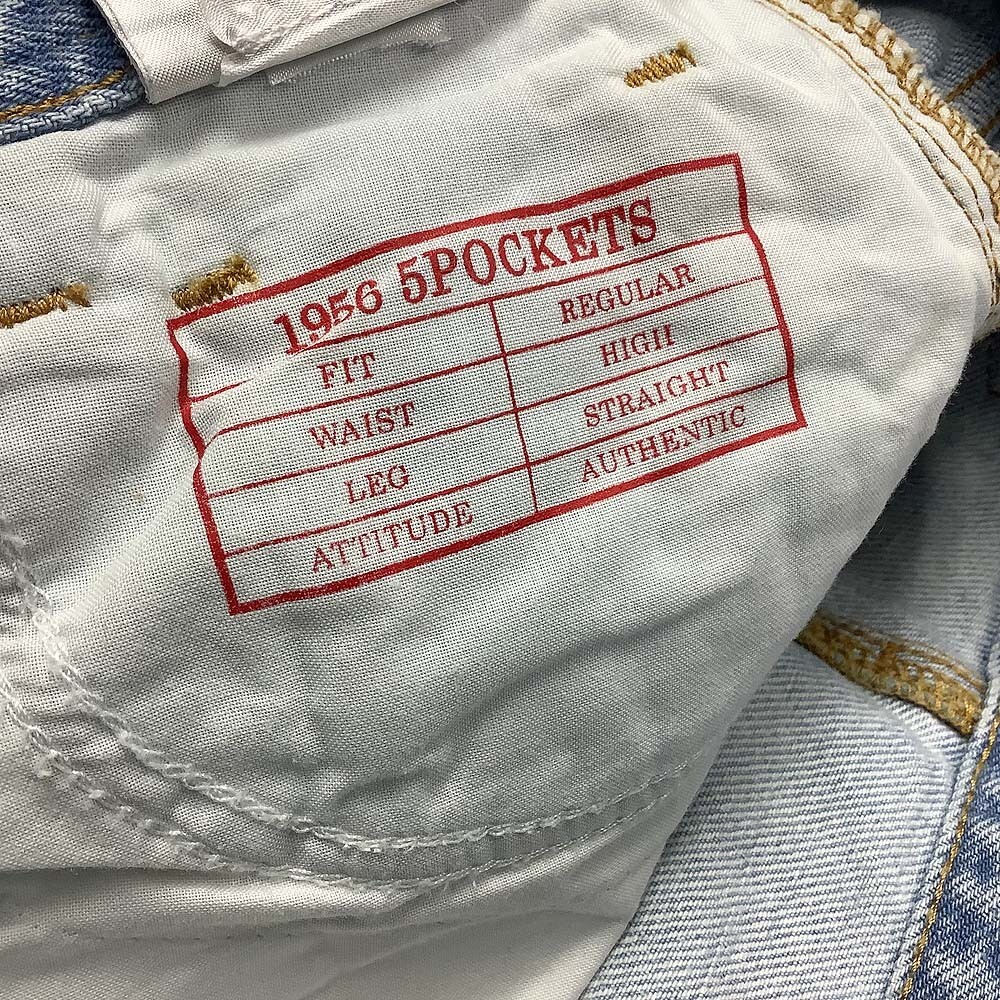 1956 5POCKETS
FIT REGULAR
WAIST HIGH
LEG STRAIGHT
ATTITUDE AUTHENTIC